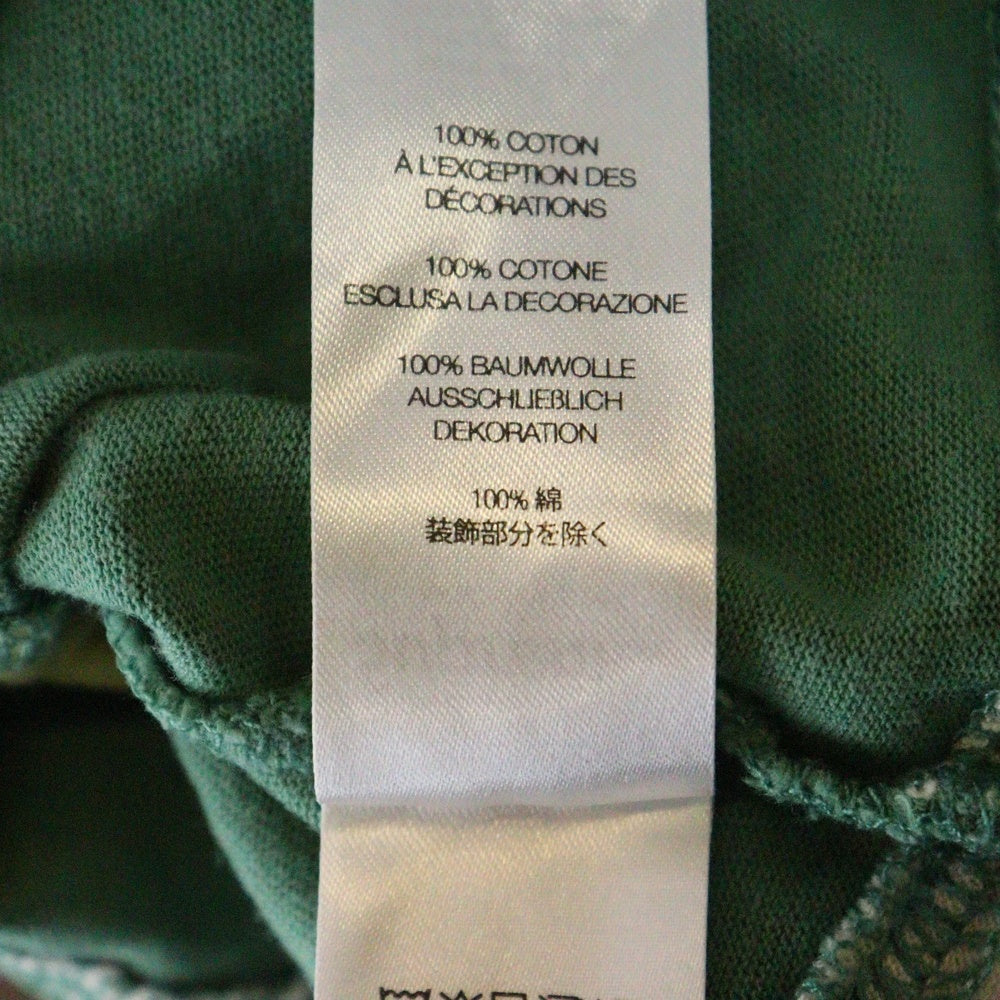 100% COTON
À L'EXCEPTION DES
DÉCORATIONS
100% COTONE
ESCLUSA LA DECORAZIONE
100% BAUMWOLLE
AUSSCHLIEßLICH
DEKORATION
100% 綿
装飾部分を除く